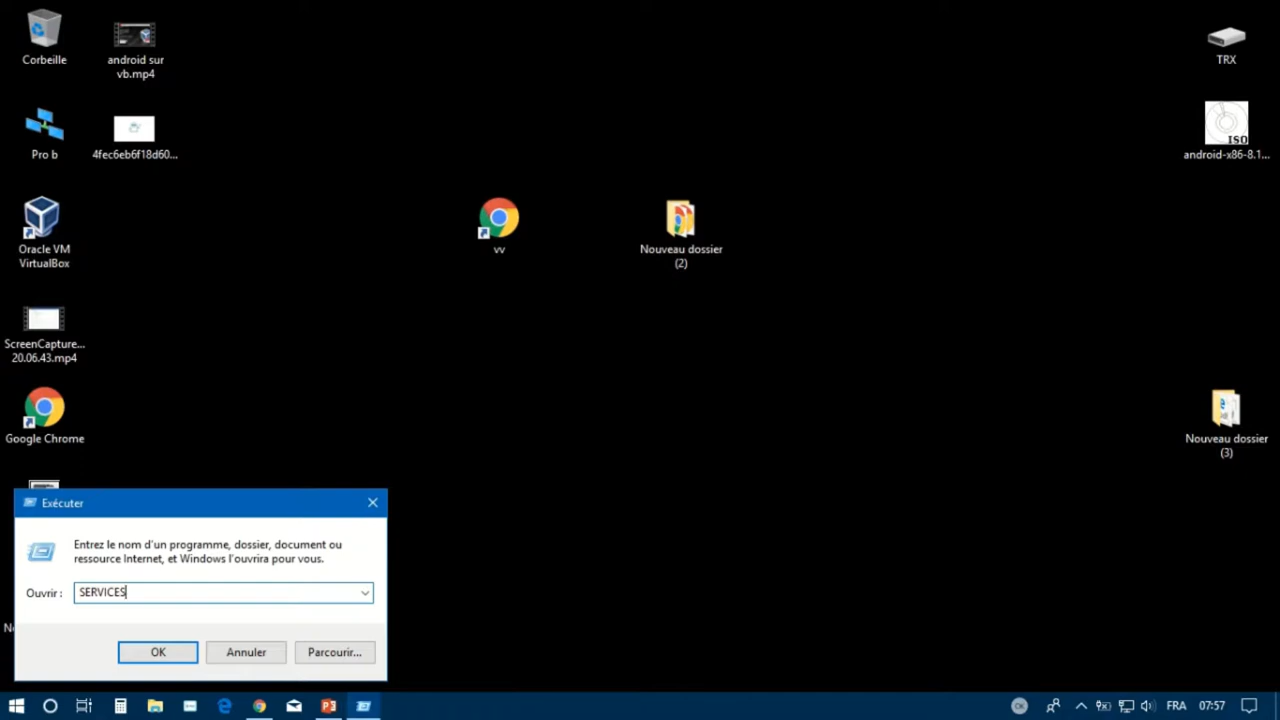 Corbeille
android sur
vb.mp4
TRX
Pro b
4fec6eb6f18d60...
ISO
android-x86-8.1...
Oracle VM
VirtualBox
vv
Nouveau dossier
(2)
ScreenCapture...
20.06.43.mp4
Google Chrome
Nouveau dossier
(3)
Exécuter
Entrez le nom d'un programme, dossier, document ou
ressource Internet, et Windows l'ouvrira pour vous.
Ouvrir :
SERVICES
OK
Annuler
Parcourir...
OK
FRA
07:57